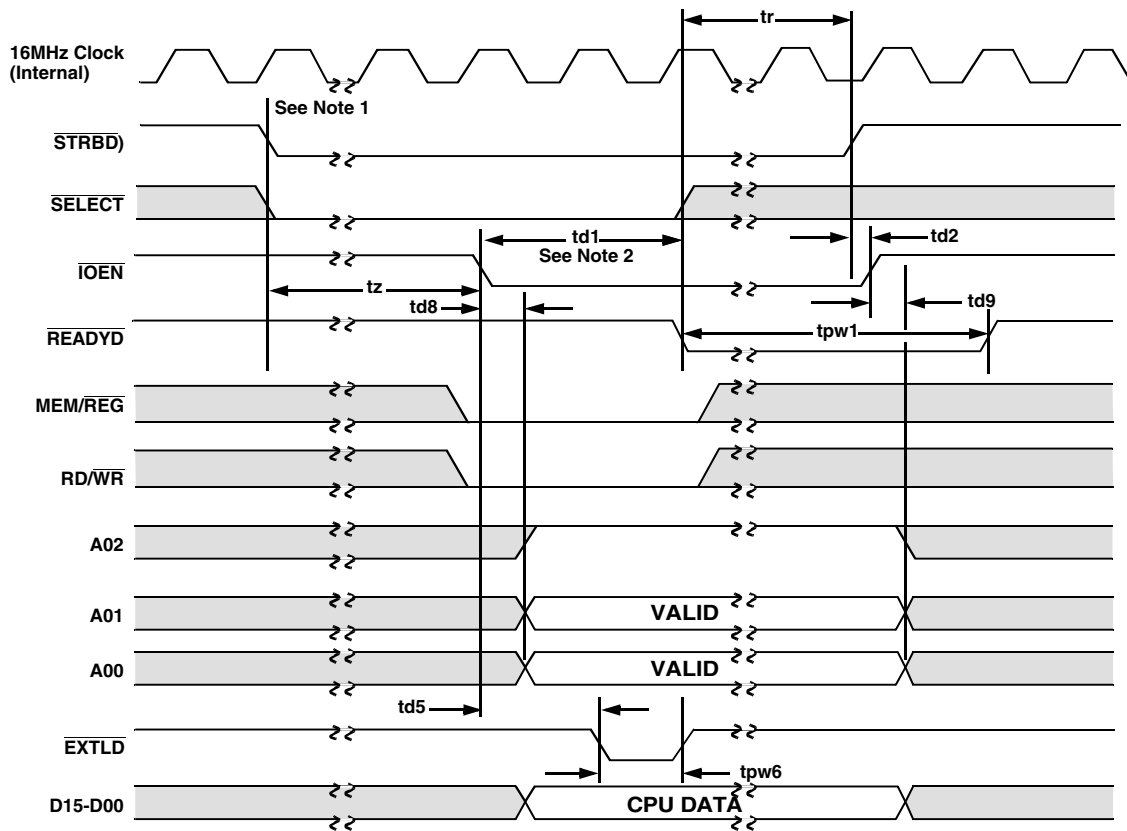 tr
16MHz Clock
(Internal)
See Note 1
STRBD)
SELECT
td1
See Note 2
td2
IOEN
tz
td8
td9
READYD
tpw1
MEM/REG
RD/WR
A02
A01
VALID
A00
VALID
td5
EXTLD
tpw6
D15-D00
CPU DATA